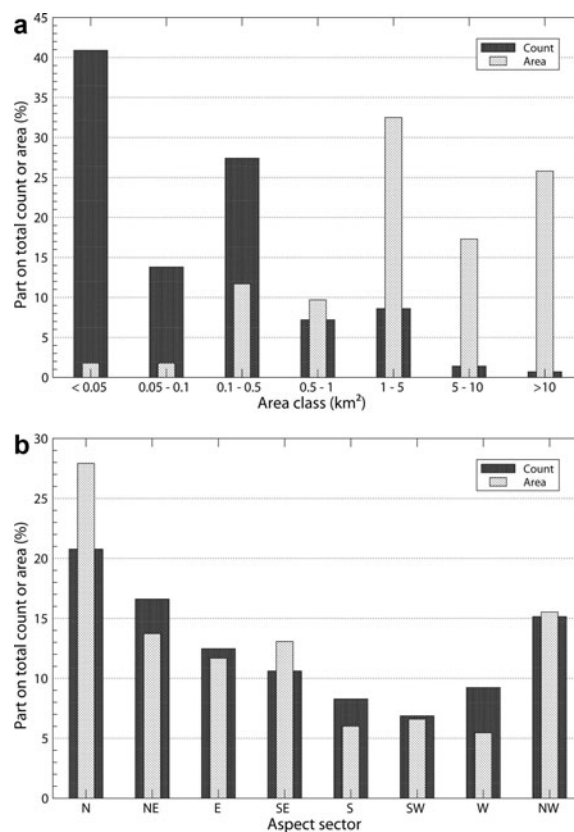 a
Part on total count or area (%)
45
40
35
30
25
20
15
10
5
0
Count
Area
< 0.05 0.05 - 0.1 0.1 - 0.5 0.5 - 1 1 - 5 5 - 10 >10
Area class (km²)
b
Part on total count or area (%)
30
25
20
15
10
5
0
Count
Area
N NE E SE S SW W NW
Aspect sector